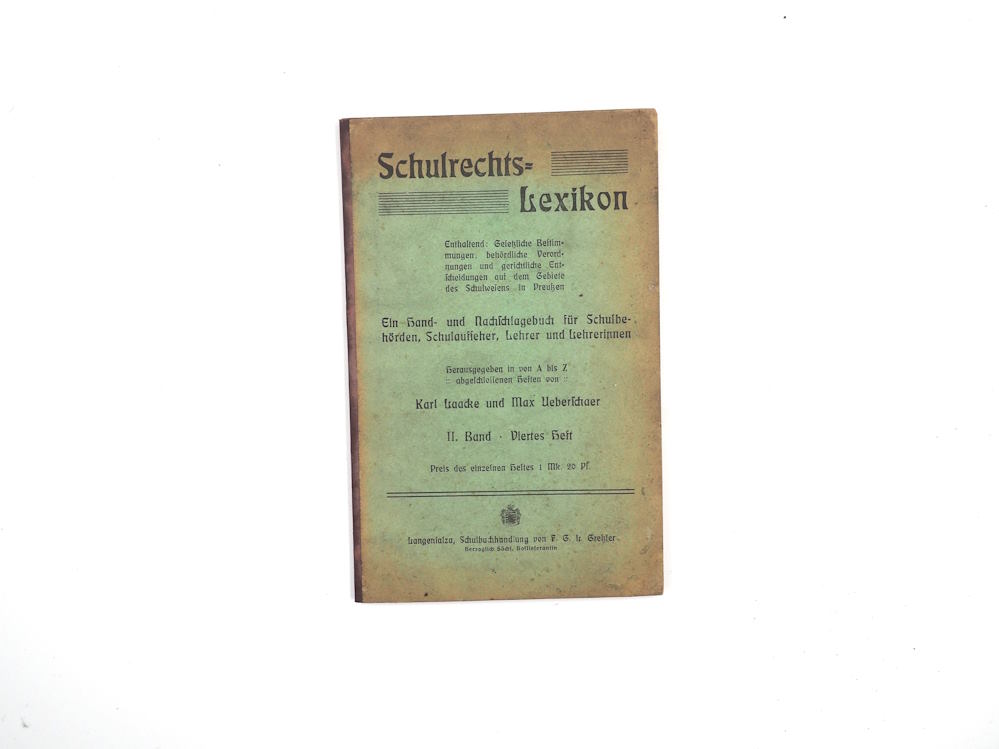 Schulrechts-
Lexikon
Enthaltend: Geſetzliche Beſtim-
mungen, behördliche Verord-
nungen und gerichtliche Ent-
ſcheidungen auf dem Gebiete
des Schulweſens in Preußen
Ein Hand- und Nachſchlagebuch für Schulbe-
hörden, Schulaufſeher, Lehrer und Lehrerinnen
Herausgegeben in von A bis Z
:: abgeſchloſſenen Heften von ::
Karl Laacke und Max Ueberſchaer
II. Band · Viertes Heft
Preis des einzelnen Heftes 1 Mk. 20 Pf.
Langenſalza, Schulbuchhandlung von F. G. L. Greßler
Herzoglich Sächſ. Hoflieferantin